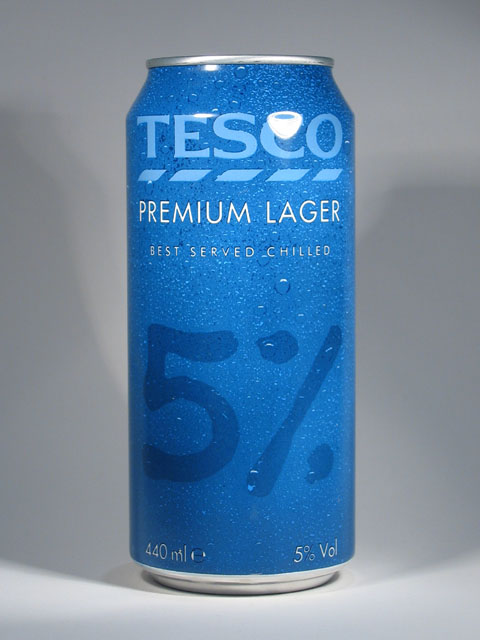 TESCO
PREMIUM LAGER
BEST SERVED CHILLED
5%
440 ml ℮
5% Vol